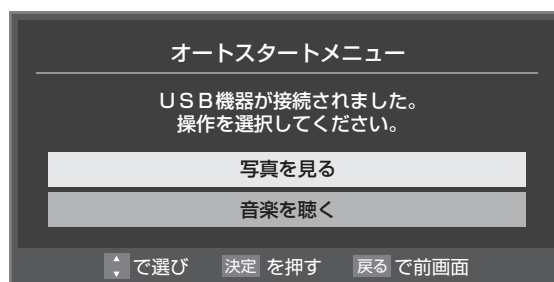 オートスタートメニュー
ＵＳＢ機器が接続されました。
操作を選択してください。
写真を見る
音楽を聴く
で選び 決定 を押す 戻る で前画面